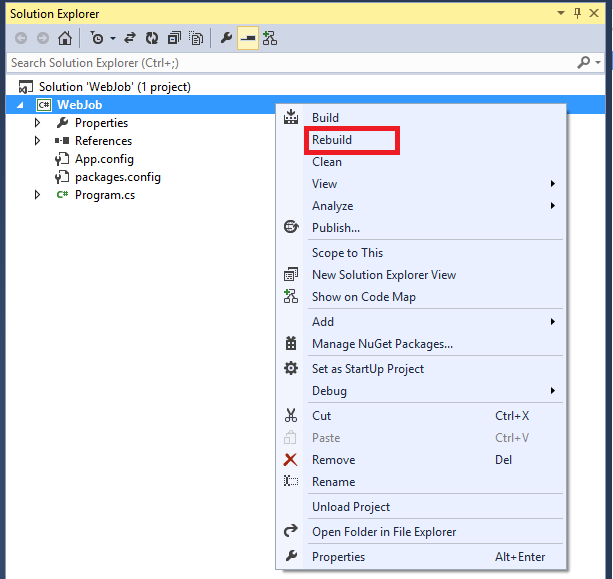 Solution Explorer
Search Solution Explorer (Ctrl+;)
Solution 'WebJob' (1 project)
C# WebJob
Properties
References
App.config
packages.config
C# Program.cs
Build
Rebuild
Clean
View
Analyze
Publish...
Scope to This
New Solution Explorer View
Show on Code Map
Add
Manage NuGet Packages...
Set as StartUp Project
Debug
Cut Ctrl+X
Paste Ctrl+V
Remove Del
Rename
Unload Project
Open Folder in File Explorer
Properties Alt+Enter